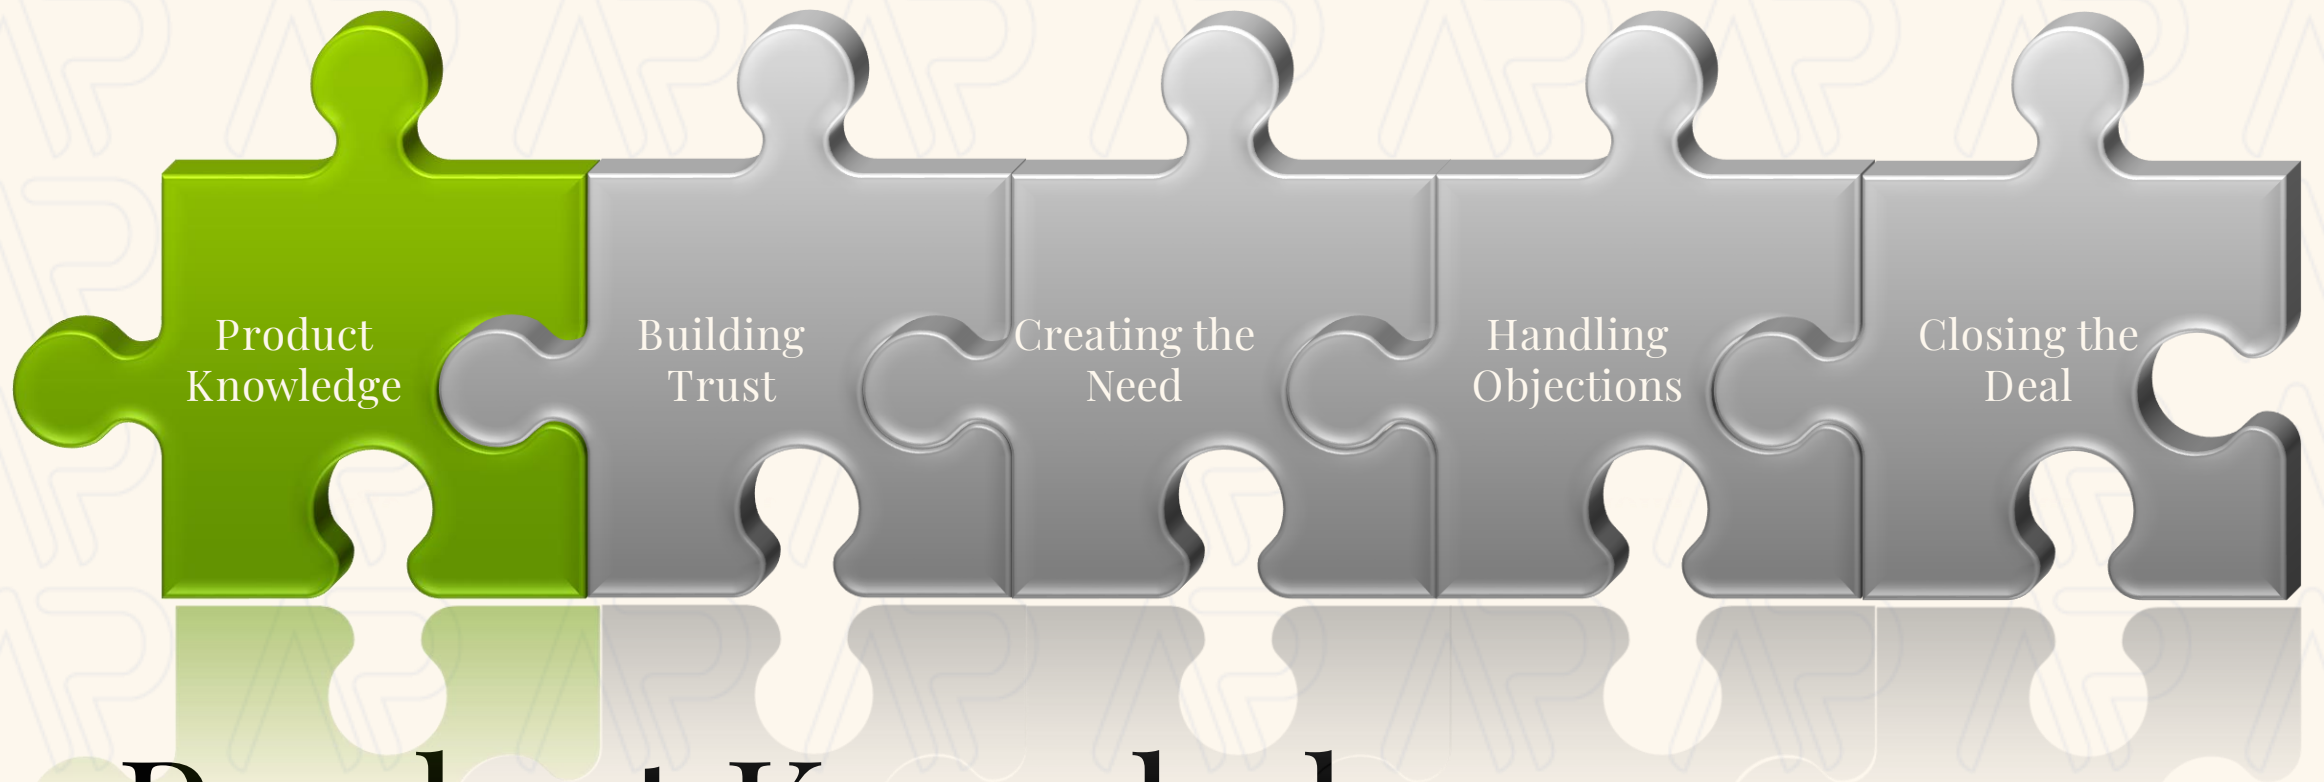 Product
Knowledge
Building
Trust
Creating the
Need
Handling
Objections
Closing the
Deal